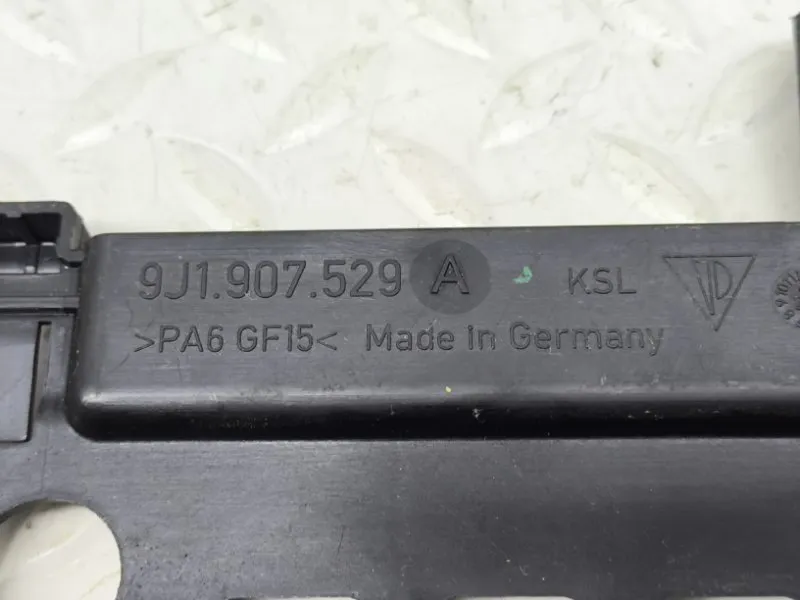 9J1.907.529 A KSL
>PA6 GF15< Made in Germany